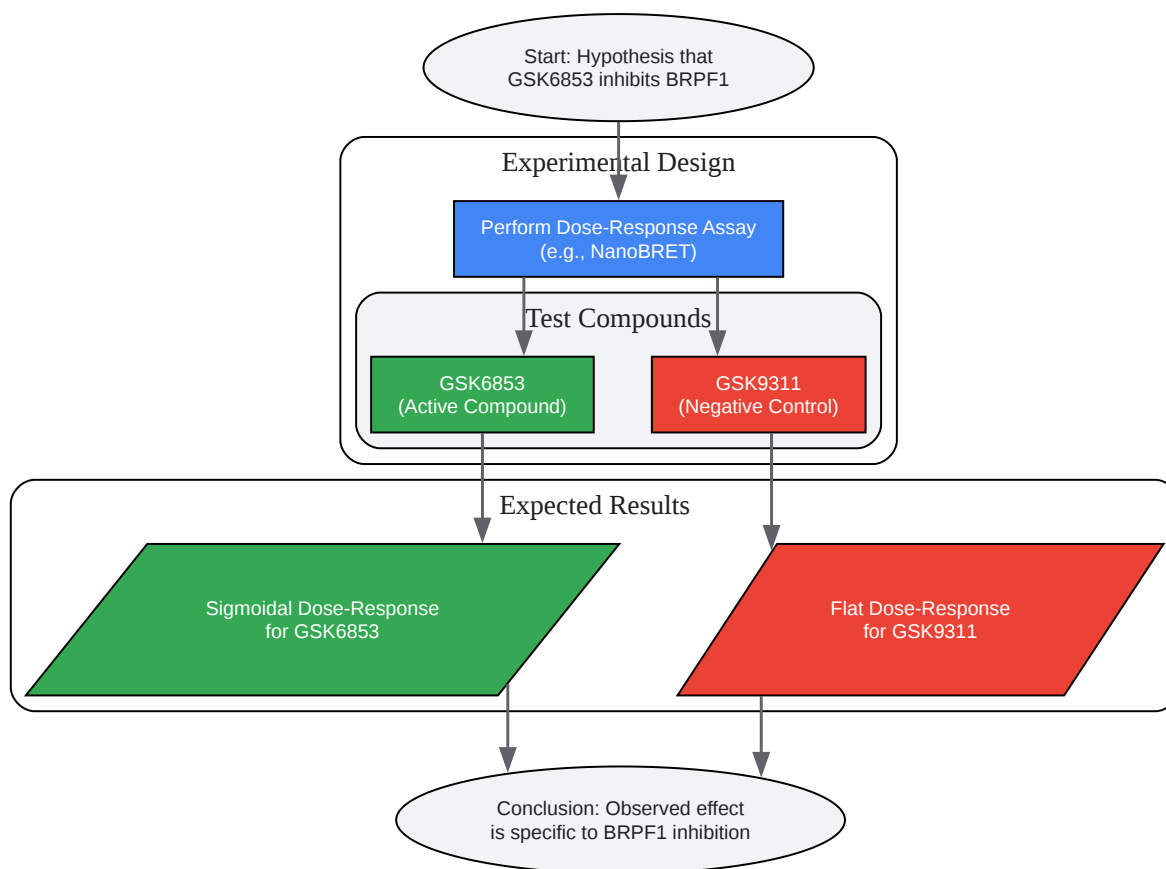 Start: Hypothesis that
GSK6853 inhibits BRPF1
Experimental Design
Perform Dose-Response Assay
(e.g., NanoBRET)
Test Compounds
GSK6853
(Active Compound)
GSK9311
(Negative Control)
Expected Results
Sigmoidal Dose-Response
for GSK6853
Flat Dose-Response
for GSK9311
Conclusion: Observed effect
is specific to BRPF1 inhibition